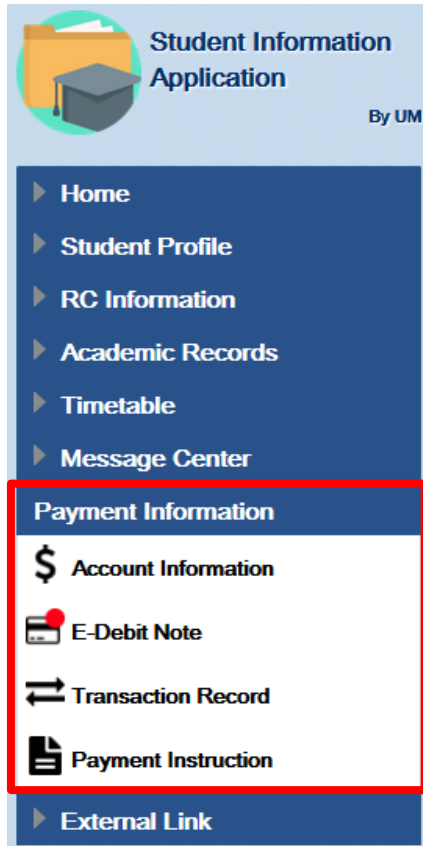 Student Information
Application
By UM
Home
Student Profile
RC Information
Academic Records
Timetable
Message Center
Payment Information
$ Account Information
E-Debit Note
Transaction Record
Payment Instruction
External Link